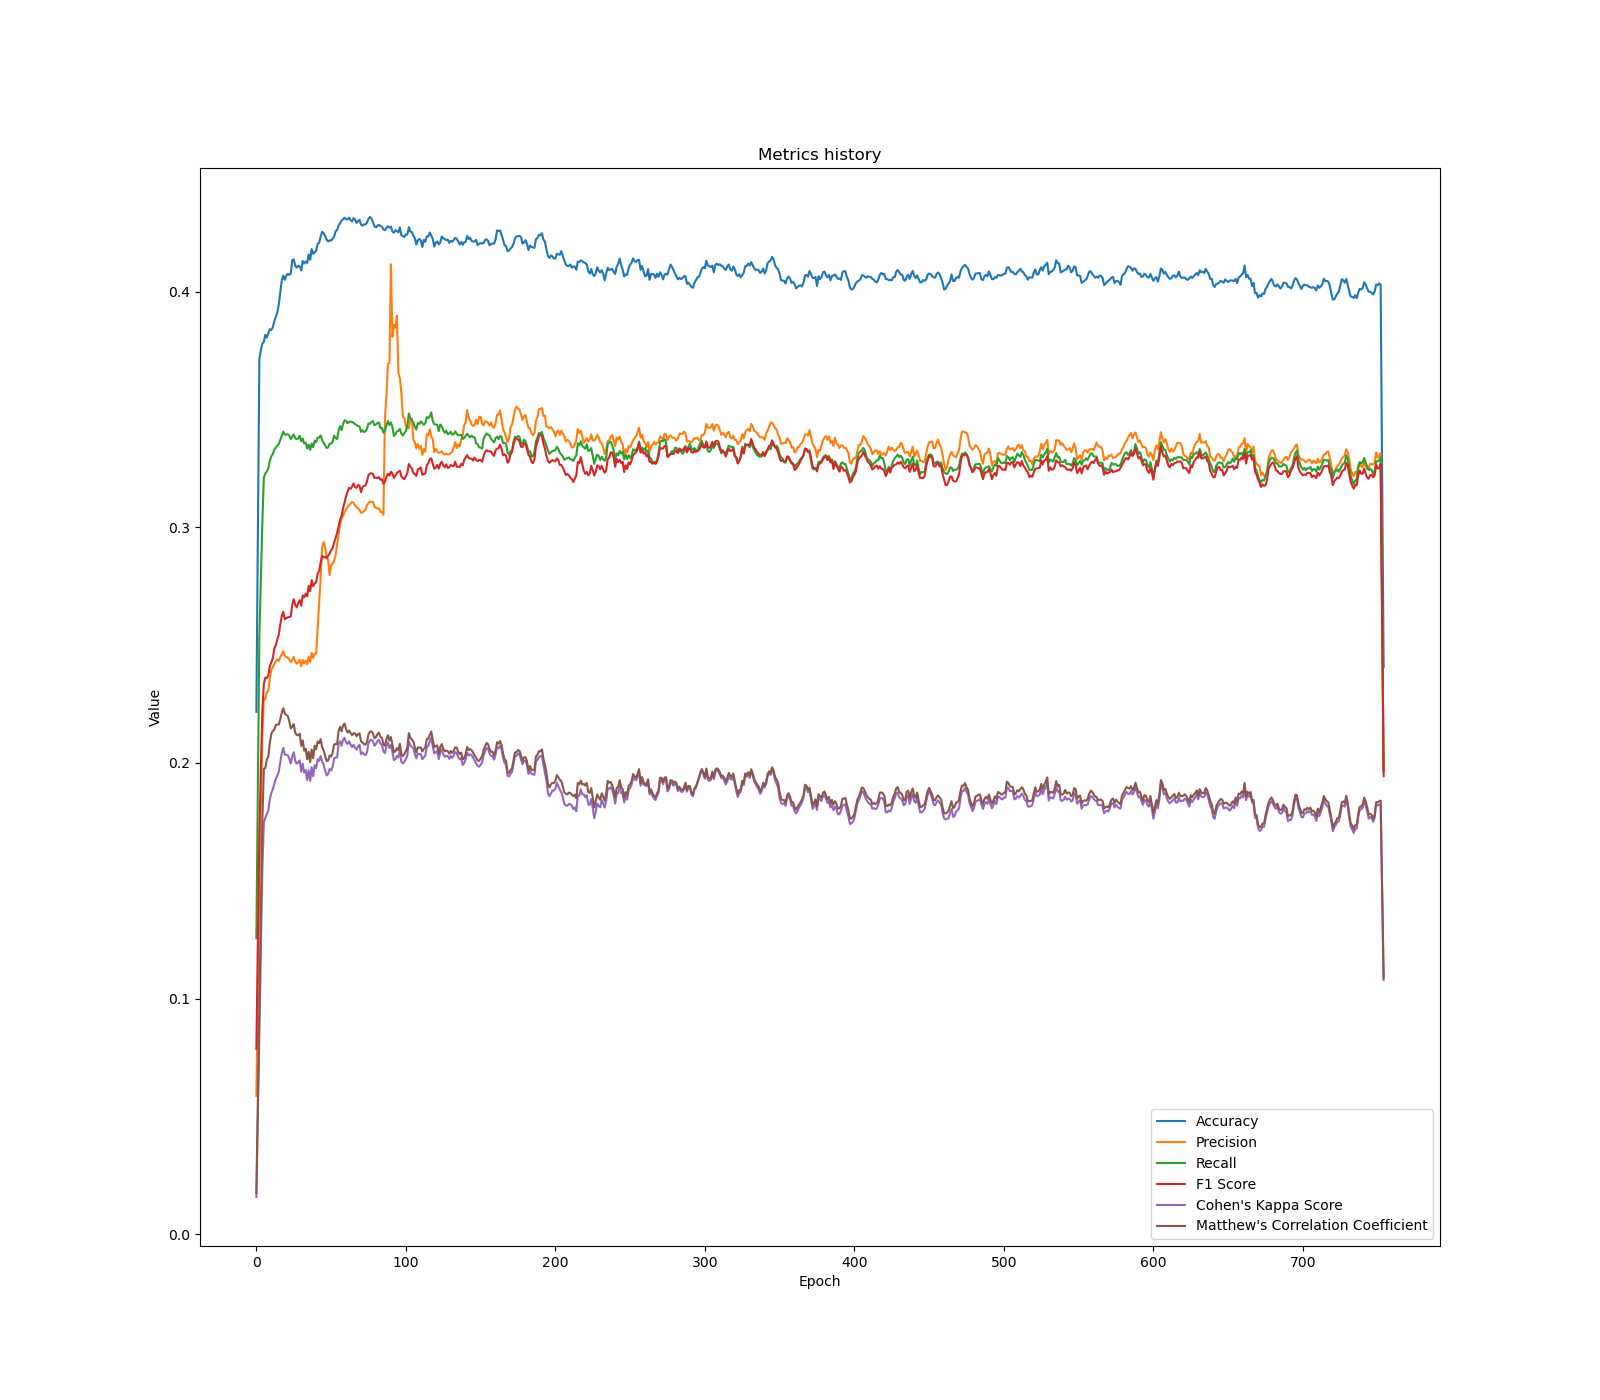 Metrics history
Value
0.4
0.3
0.2
0.1
0.0
0 100 200 300 400 500 600 700
Epoch
Accuracy
Precision
Recall
F1 Score
Cohen's Kappa Score
Matthew's Correlation Coefficient